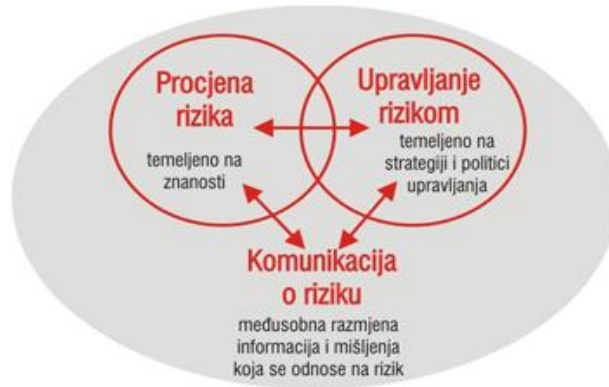 Procjena
rizika
temeljeno na
znanosti
Upravljanje
rizikom
temeljeno na
strategiji i politici
upravljanja
Komunikacija
o riziku
međusobna razmjena
informacija i mišljenja
koja se odnose na rizik